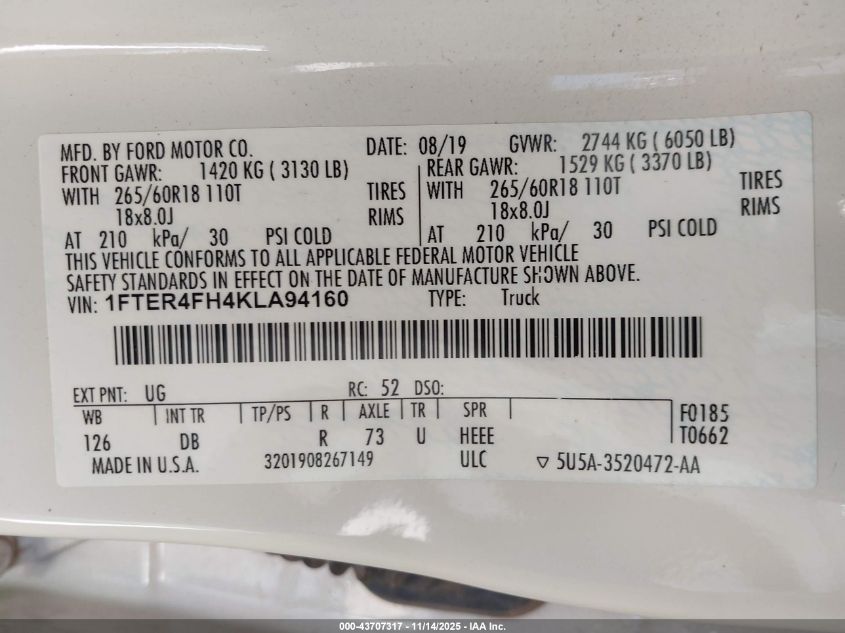 MFD. BY FORD MOTOR CO. DATE: 08/19 GVWR: 2744 KG ( 6050 LB)
FRONT GAWR: 1420 KG ( 3130 LB) REAR GAWR: 1529 KG ( 3370 LB)
WITH 265/60R18 110T TIRES WITH 265/60R18 110T TIRES
18x8.0J RIMS 18x8.0J RIMS
AT 210 kPa/ 30 PSI COLD AT 210 kPa/ 30 PSI COLD
THIS VEHICLE CONFORMS TO ALL APPLICABLE FEDERAL MOTOR VEHICLE
SAFETY STANDARDS IN EFFECT ON THE DATE OF MANUFACTURE SHOWN ABOVE.
VIN: 1FTER4FH4KLA94160 TYPE: Truck
EXT PNT: UG RC: 52 DSO:
WB INT TR TP/PS R AXLE TR SPR F0185
126 DB R 73 U HEEE T0662
MADE IN U.S.A. 3201908267149 ULC ▽ 5U5A-3520472-AA
000-43707317 - 11/14/2025 - IAA Inc.